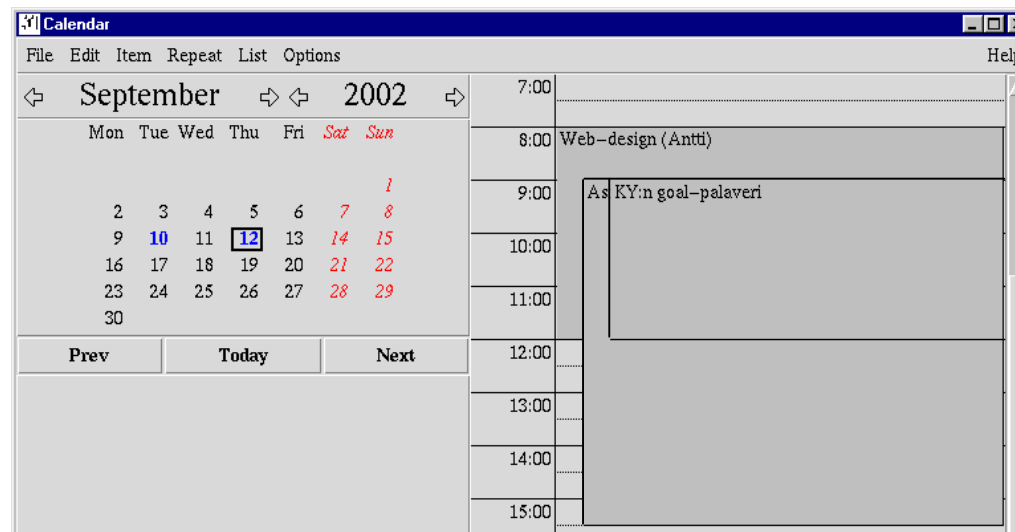 Calendar
File Edit Item Repeat List Options Help
September 2002
Mon Tue Wed Thu Fri Sat Sun
1
2 3 4 5 6 7 8
9 10 11 12 13 14 15
16 17 18 19 20 21 22
23 24 25 26 27 28 29
30
Prev Today Next
7:00
8:00 Web-design (Antti)
9:00 As KY:n goal-palaveri
10:00
11:00
12:00
13:00
14:00
15:00